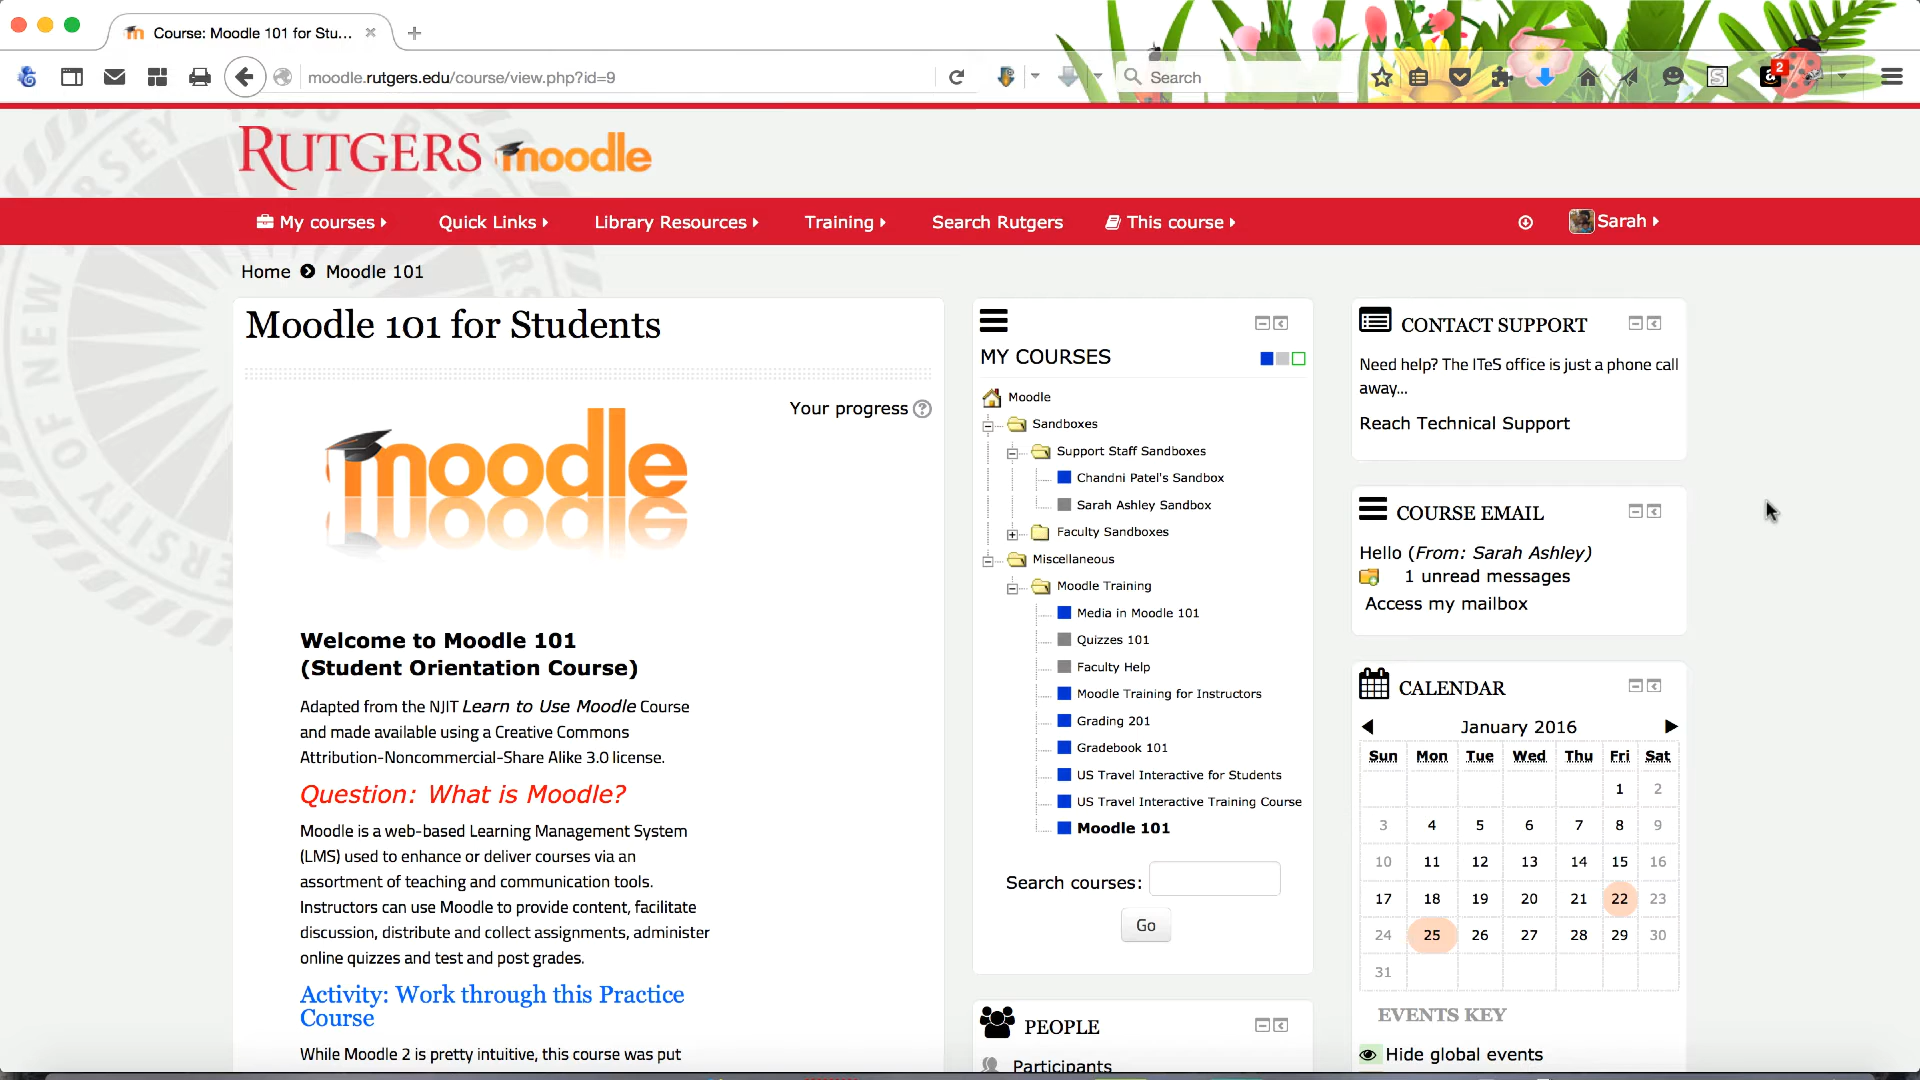 Course: Moodle 101 for Stu...
moodle.rutgers.edu/course/view.php?id=9
Search
2
RUTGERS moodle
My courses
Quick Links
Library Resources
Training
Search Rutgers
This course
Sarah
Home
Moodle 101
Moodle 101 for Students
Your progress
moodle
Welcome to Moodle 101
(Student Orientation Course)
Adapted from the NJIT Learn to Use Moodle Course
and made available using a Creative Commons
Attribution-Noncommercial-Share Alike 3.0 license.
Question: What is Moodle?
Moodle is a web-based Learning Management System
(LMS) used to enhance or deliver courses via an
assortment of teaching and communication tools.
Instructors can use Moodle to provide content, facilitate
discussion, distribute and collect assignments, administer
online quizzes and test and post grades.
Activity: Work through this Practice
Course
While Moodle 2 is pretty intuitive, this course was put
MY COURSES
Moodle
Sandboxes
Support Staff Sandboxes
Chandni Patel's Sandbox
Sarah Ashley Sandbox
Faculty Sandboxes
Miscellaneous
Moodle Training
Media in Moodle 101
Quizzes 101
Faculty Help
Moodle Training for Instructors
Grading 201
Gradebook 101
US Travel Interactive for Students
US Travel Interactive Training Course
Moodle 101
Search courses:
Go
PEOPLE
Participants
CONTACT SUPPORT
Need help? The ITeS office is just a phone call
away...
Reach Technical Support
COURSE EMAIL
Hello (From: Sarah Ashley)
1 unread messages
Access my mailbox
CALENDAR
January 2016
Sun Mon Tue Wed Thu Fri Sat
1 2
3 4 5 6 7 8 9
10 11 12 13 14 15 16
17 18 19 20 21 22 23
24 25 26 27 28 29 30
31
EVENTS KEY
Hide global events